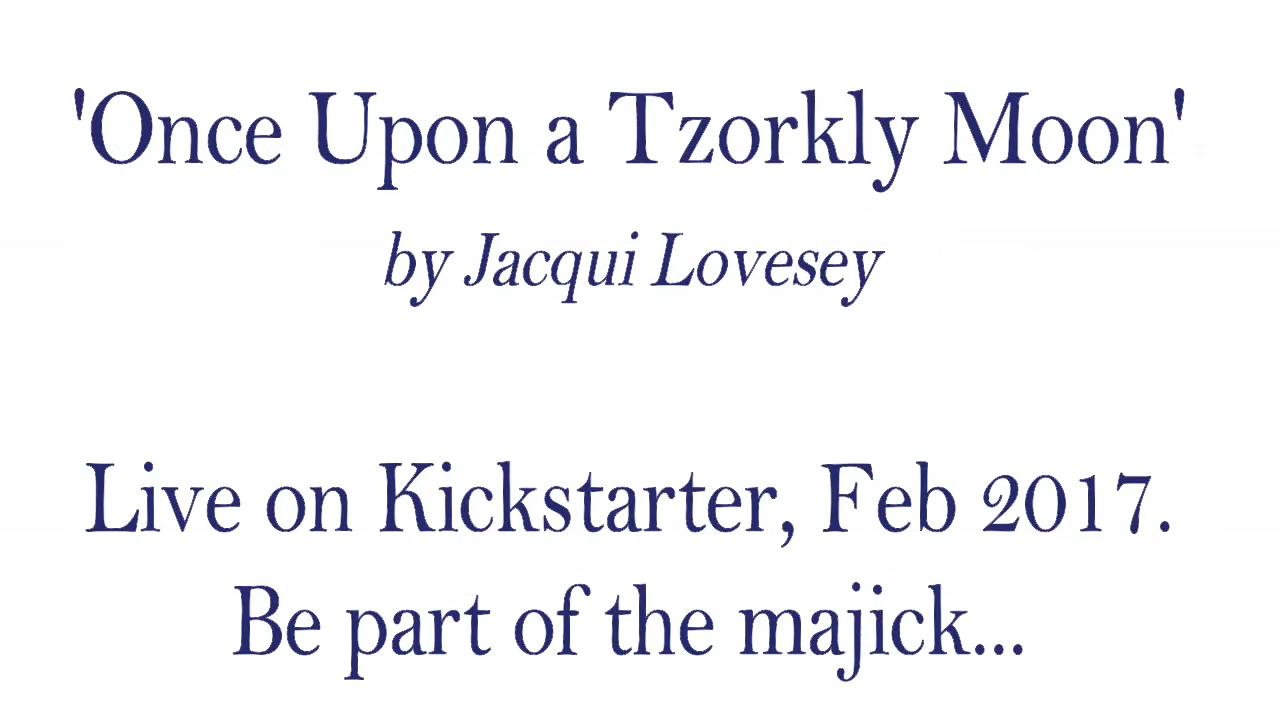 'Once Upon a Tzorkly Moon'
by Jacqui Lovesey
Live on Kickstarter, Feb 2017.
Be part of the majick...